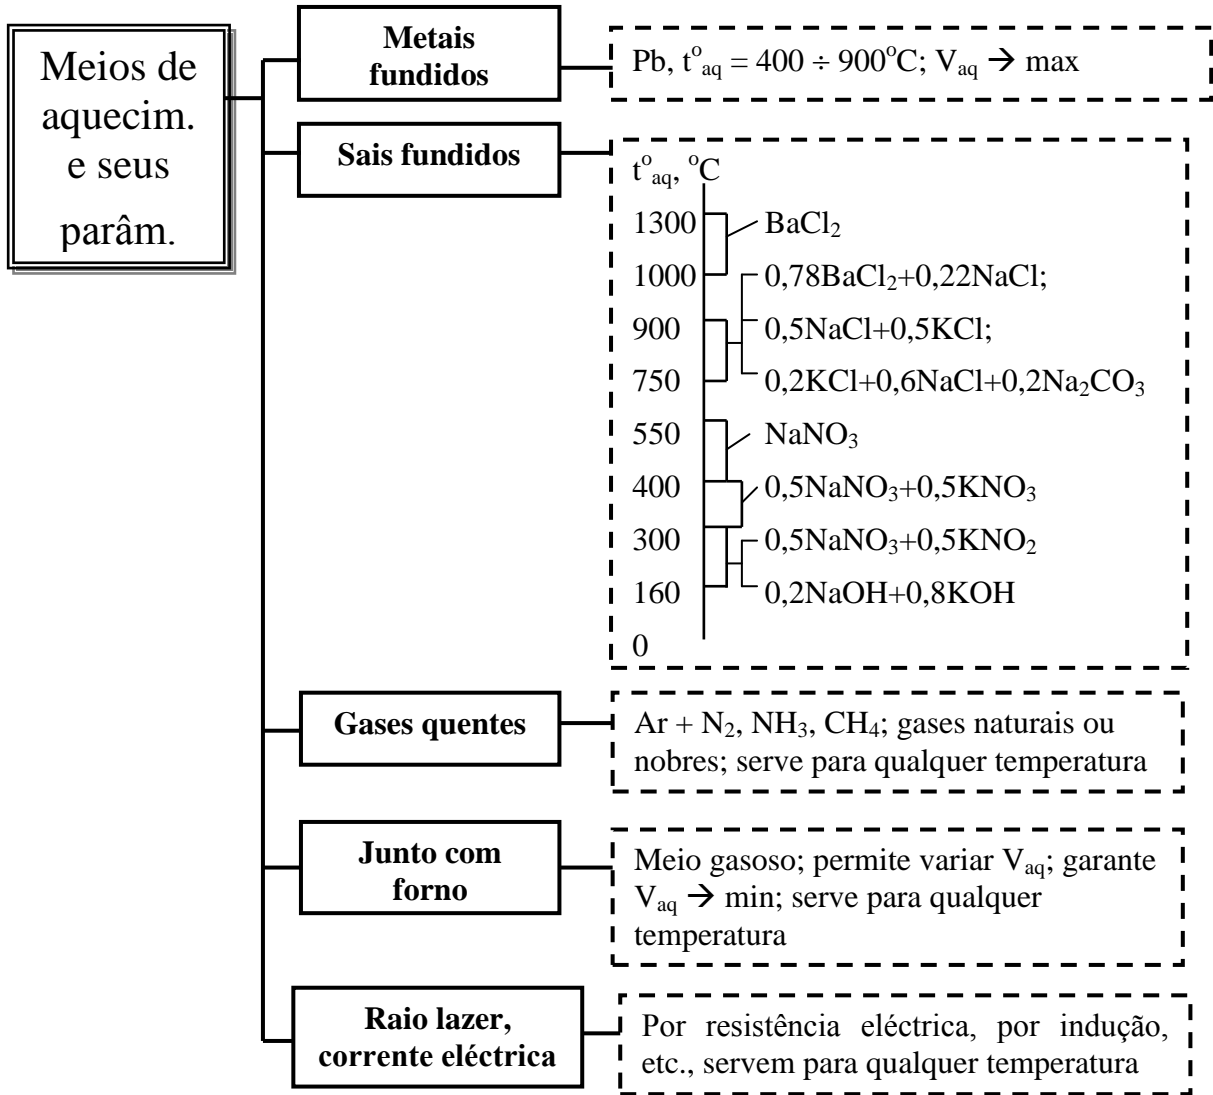 Meios de
aquecim.
e seus
parâm.
Metais
fundidos
Pb, tᵒaq = 400 ÷ 900ᵒC; Vaq → max
Sais fundidos
tᵒaq, ᵒC
1300 BaCl₂
1000 0,78BaCl₂+0,22NaCl;
900 0,5NaCl+0,5KCl;
750 0,2KCl+0,6NaCl+0,2Na₂CO₃
550 NaNO₃
400 0,5NaNO₃+0,5KNO₃
300 0,5NaNO₃+0,5KNO₂
160 0,2NaOH+0,8KOH
0
Gases quentes
Ar + N₂, NH₃, CH₄; gases naturais ou
nobres; serve para qualquer temperatura
Junto com
forno
Meio gasoso; permite variar Vaq; garante
Vaq → min; serve para qualquer
temperatura
Raio lazer,
corrente eléctrica
Por resistência eléctrica, por indução,
etc., servem para qualquer temperatura